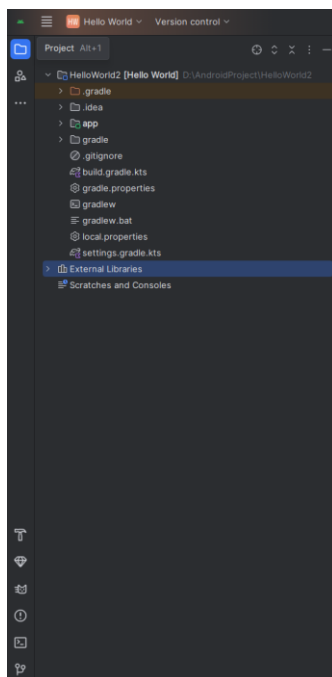 HW Hello World Version control
Project Alt+1
HelloWorld2 [Hello World] D:\AndroidProject\HelloWorld2
.gradle
.idea
app
gradle
.gitignore
build.gradle.kts
gradle.properties
gradlew
gradlew.bat
local.properties
settings.gradle.kts
External Libraries
Scratches and Consoles